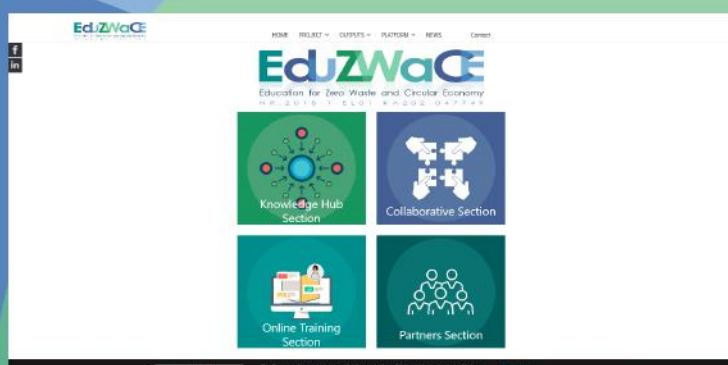 EduZWaCE
HOME PROJECT OUTPUTS PLATFORM NEWS Contact
f
in
EduZWaCE
Education for Zero Waste and Circular Economy
Knowledge Hub
Section
Collaborative Section
Online Training
Section
Partners Section